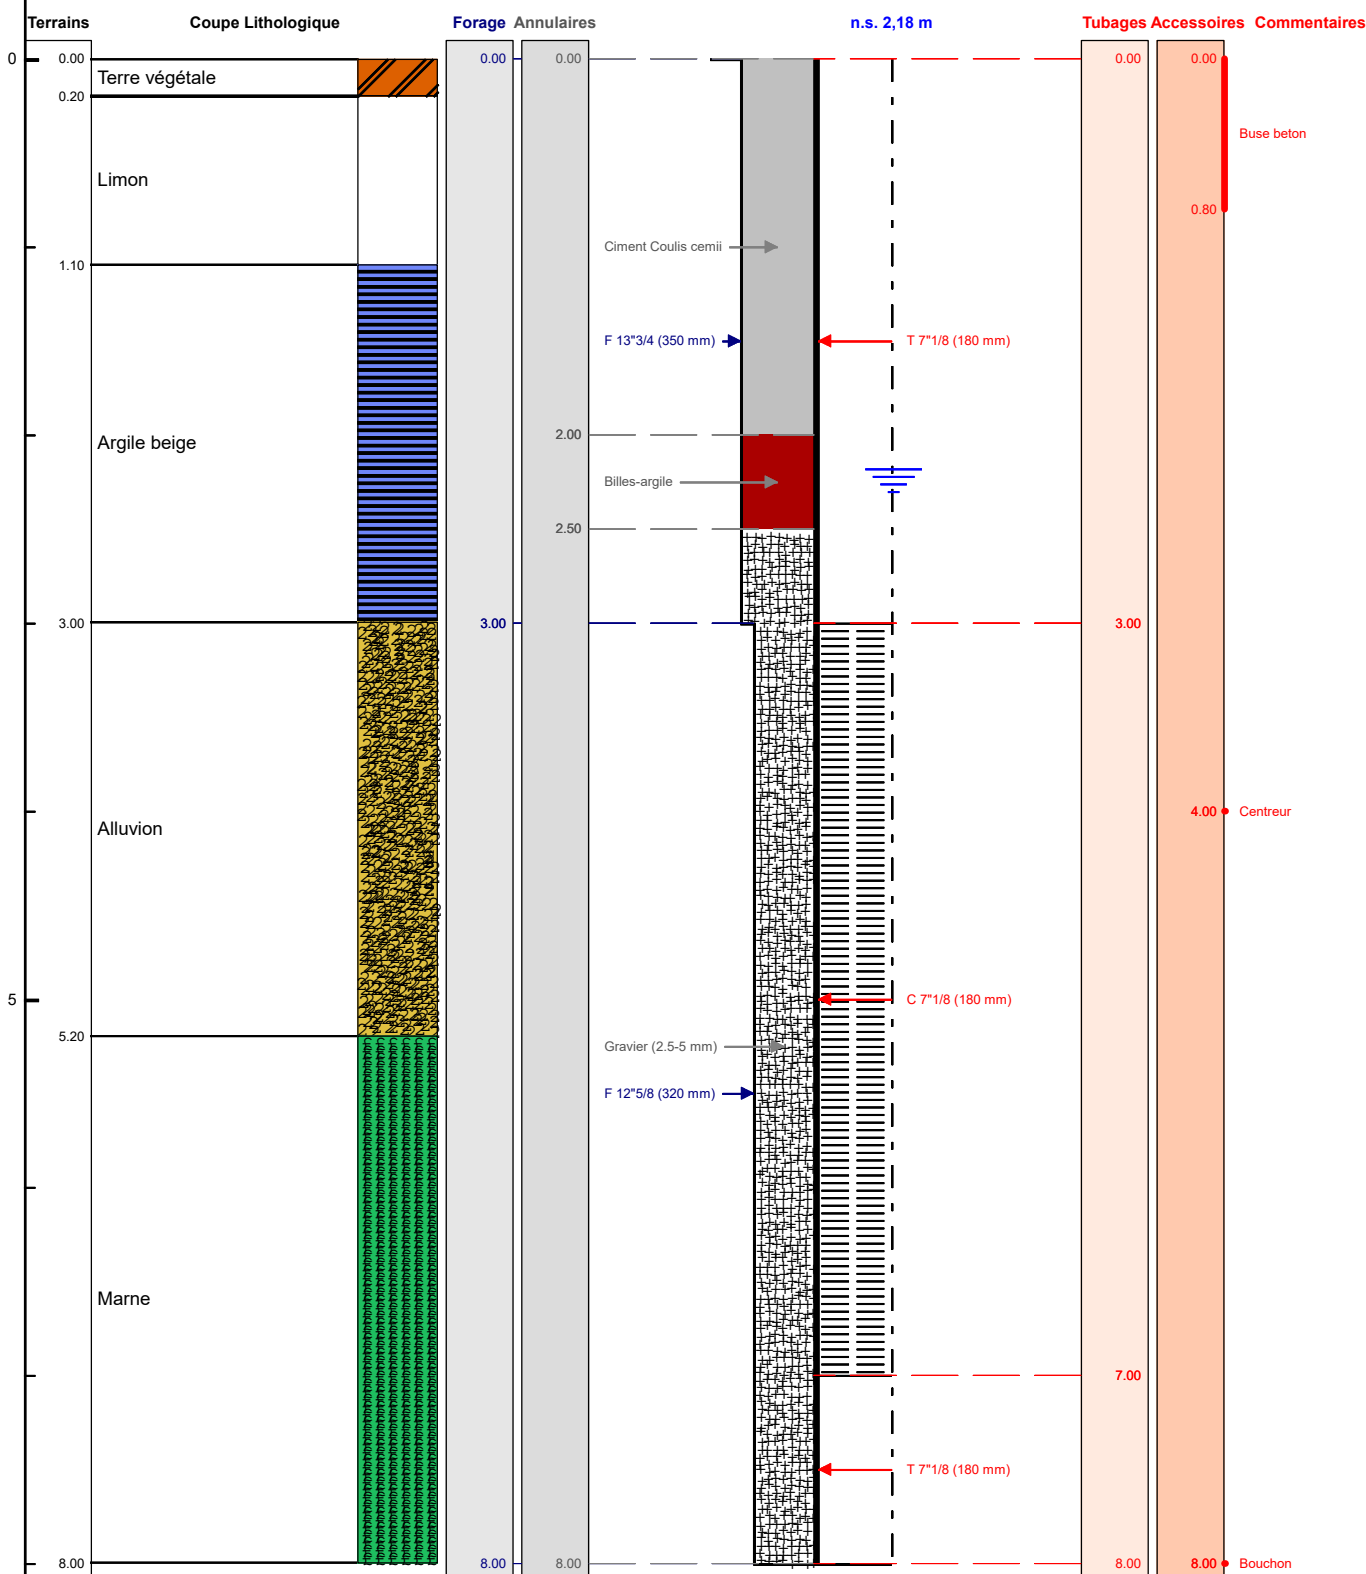 Terrains Coupe Lithologique Forage Annulaires n.s. 2,18 m Tubages Accessoires Commentaires
0 0.00 0.00 0.00 0.00 0.00
Terre végétale
0.20
Buse beton
Limon
0.80
Ciment Coulis cemii
1.10
F 13"3/4 (350 mm) T 7"1/8 (180 mm)
2.00
Argile beige
Billes-argile
2.50
3.00 3.00 3.00
4.00 Centreur
Alluvion
5 C 7"1/8 (180 mm)
5.20
Gravier (2.5-5 mm)
F 12"5/8 (320 mm)
Marne
7.00
T 7"1/8 (180 mm)
8.00 8.00 8.00 8.00 8.00 Bouchon